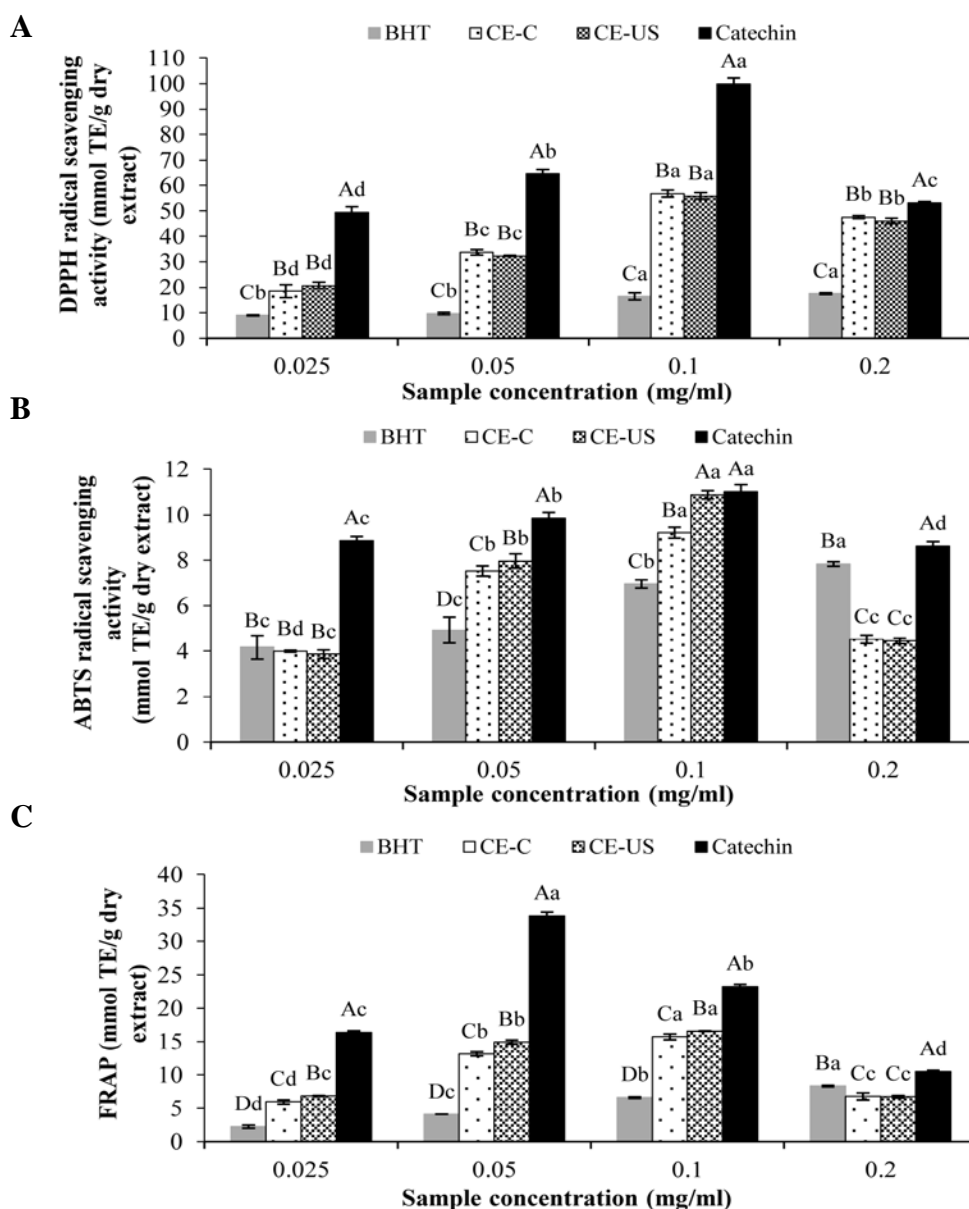 A
BHT CE-C CE-US Catechin
DPPH radical scavenging
activity (mmol TE/g dry
extract)
110
100
90
80
70
60
50
40
30
20
10
0
Cb Bd Bd Ad
Cb Bc Bc Ab
Ca Ba Ba Aa
Ca Bb Bb Ac
0.025 0.05 0.1 0.2
Sample concentration (mg/ml)
B
BHT CE-C CE-US Catechin
ABTS radical scavenging
activity
(mmol TE/g dry extract)
12
10
8
6
4
2
0
Bc Bd Bc Ac
Dc Cb Bb Ab
Cb Ba Aa Aa
Ba Cc Cc Ad
0.025 0.05 0.1 0.2
Sample concentration (mg/ml)
C
BHT CE-C CE-US Catechin
FRAP (mmol TE/g dry
extract)
40
35
30
25
20
15
10
5
0
Dd Cd Bc Ac
Dc Cb Bb Aa
Db Ca Ba Ab
Ba Cc Cc Ad
0.025 0.05 0.1 0.2
Sample concentration (mg/ml)